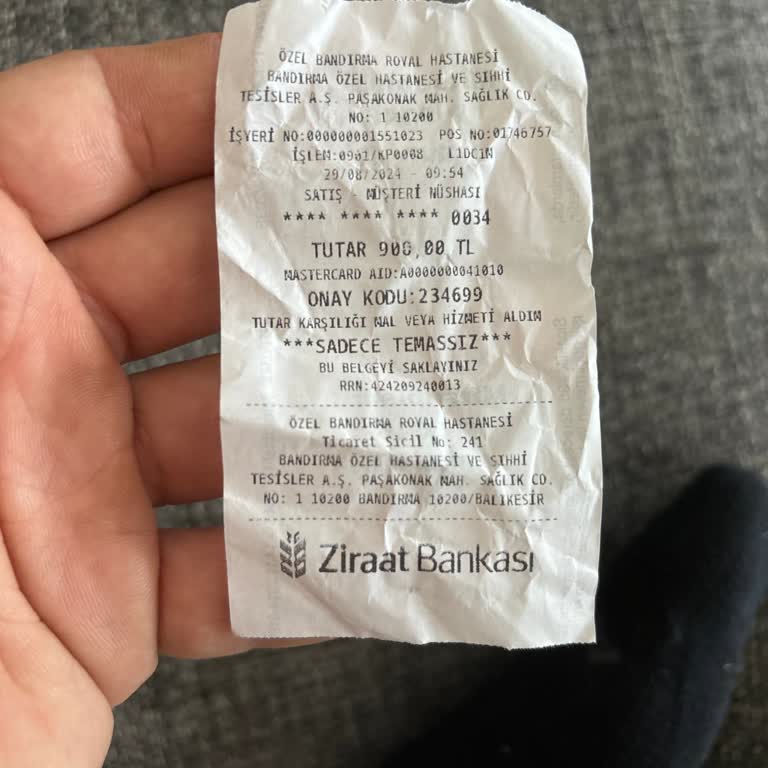 ÖZEL BANDIRMA ROYAL HASTANESİ
BANDIRMA ÖZEL HASTANESİ VE SIHHİ
TESİSLER A.Ş. PAŞAKONAK MAH. SAĞLIK CD.
NO: 1 10200
İŞYERİ NO:000000001551023 POS NO:01746757
İŞLEM:0901/KP0008 L1DC1M
29/08/2024 - 09:54
SATIŞ - MÜŞTERİ NÜSHASI
**** **** **** 0034
TUTAR 900,00 TL
MASTERCARD AID:A0000000041010
ONAY KODU:234699
TUTAR KARŞILIĞI MAL VEYA HİZMETİ ALDIM
***SADECE TEMASSIZ***
BU BELGEYİ SAKLAYINIZ
RRN:424209240013
ÖZEL BANDIRMA ROYAL HASTANESİ
Ticaret Sicil No: 241
BANDIRMA ÖZEL HASTANESİ VE SIHHİ
TESİSLER A.Ş. PAŞAKONAK MAH. SAĞLIK CD.
NO: 1 10200 BANDIRMA 10200/BALIKESİR
Ziraat Bankası